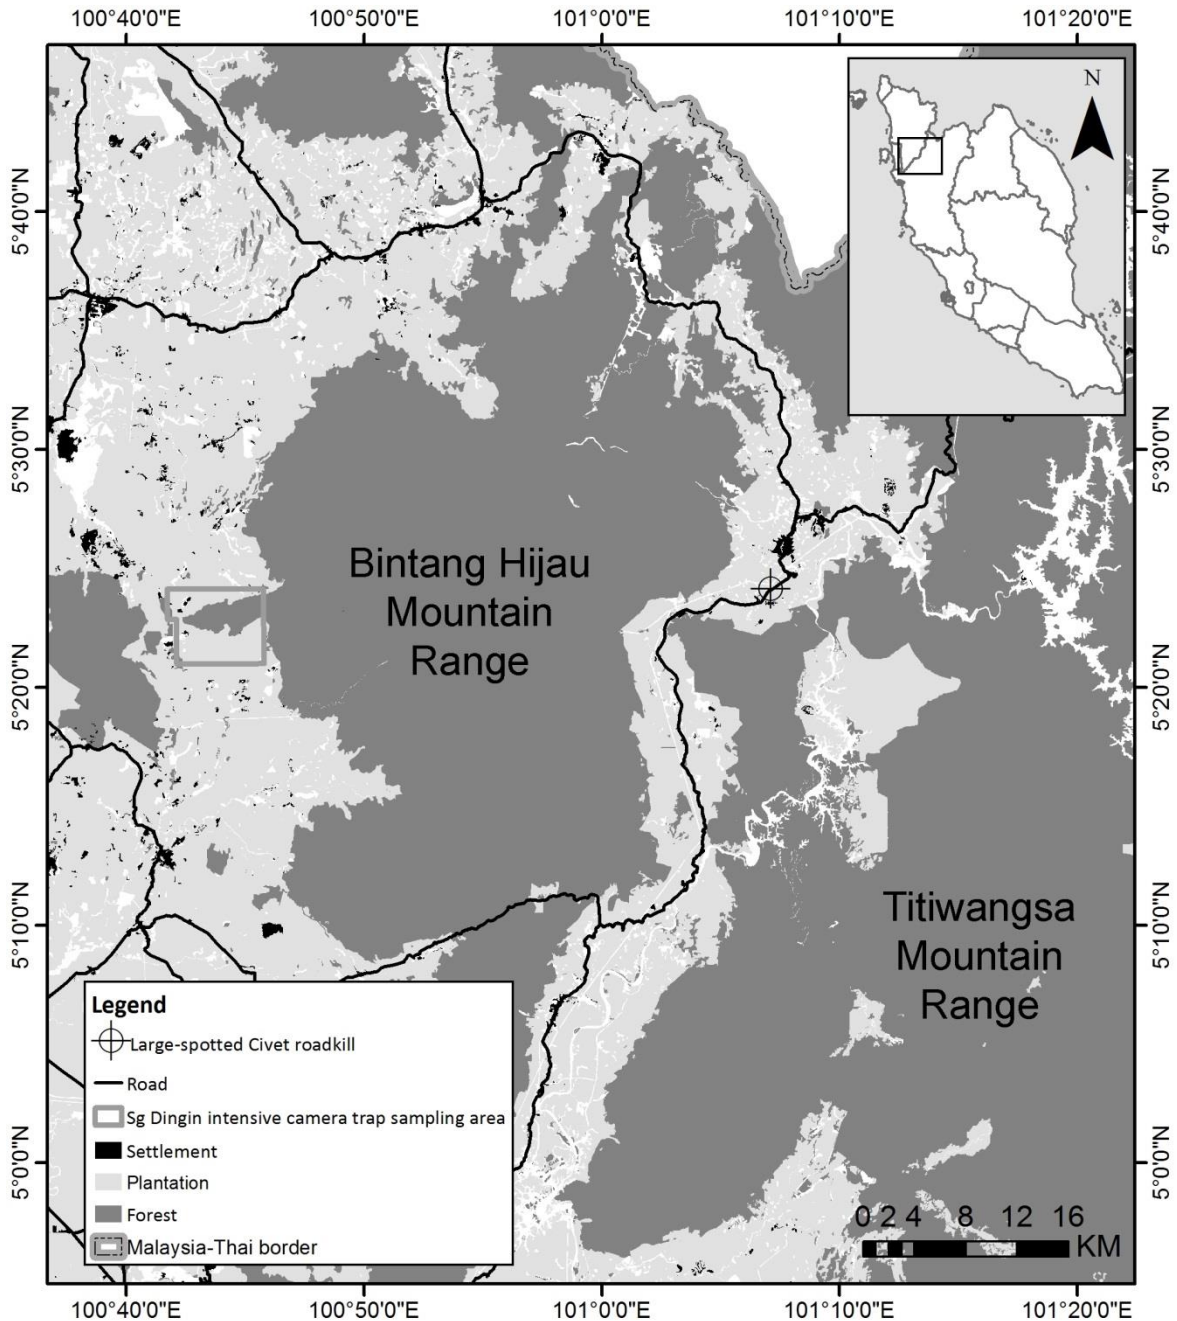 100°40'0"E 100°50'0"E 101°0'0"E 101°10'0"E 101°20'0"E
N
5°40'0"N 5°40'0"N
5°30'0"N 5°30'0"N
Bintang Hijau
Mountain
Range
5°20'0"N 5°20'0"N
Titiwangsa
Mountain
Range
5°10'0"N 5°10'0"N
Legend
Large-spotted Civet roadkill
Road
Sg Dingin intensive camera trap sampling area
Settlement
Plantation
Forest
Malaysia-Thai border
5°0'0"N 5°0'0"N
0 2 4 8 12 16
KM
100°40'0"E 100°50'0"E 101°0'0"E 101°10'0"E 101°20'0"E